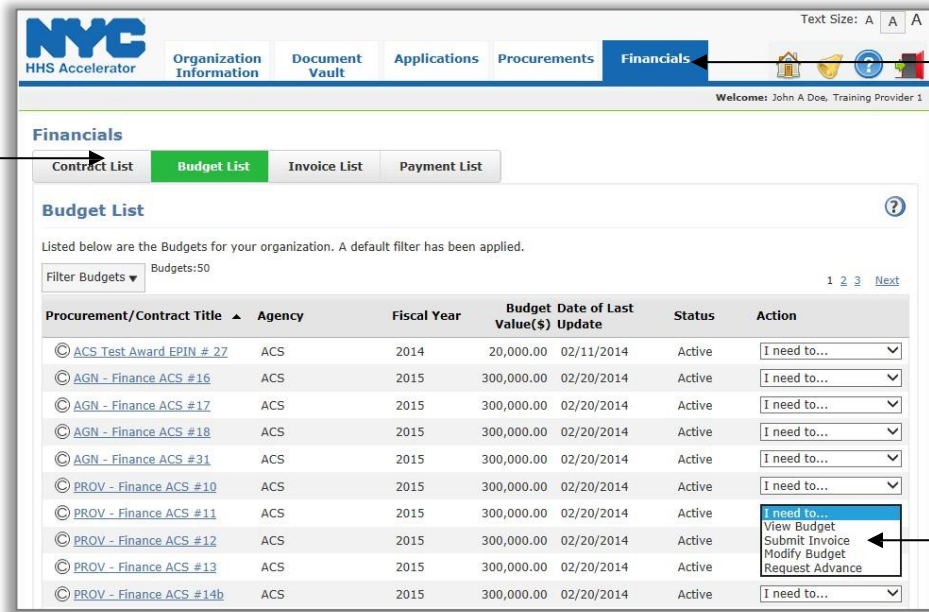 Text Size: A A A
NYC
HHS Accelerator
Organization Information
Document Vault
Applications
Procurements
Financials
Welcome: John A Doe, Training Provider 1
Financials
Contract List Budget List Invoice List Payment List
Budget List
Listed below are the Budgets for your organization. A default filter has been applied.
Filter Budgets ▼ Budgets:50
1 2 3 Next
Procurement/Contract Title ▲ Agency Fiscal Year Budget Value($) Date of Last Update Status Action
© ACS Test Award EPIN # 27 ACS 2014 20,000.00 02/11/2014 Active I need to...
© AGN - Finance ACS #16 ACS 2015 300,000.00 02/20/2014 Active I need to...
© AGN - Finance ACS #17 ACS 2015 300,000.00 02/20/2014 Active I need to...
© AGN - Finance ACS #18 ACS 2015 300,000.00 02/20/2014 Active I need to...
© AGN - Finance ACS #31 ACS 2015 300,000.00 02/20/2014 Active I need to...
© PROV - Finance ACS #10 ACS 2015 300,000.00 02/20/2014 Active I need to...
© PROV - Finance ACS #11 ACS 2015 300,000.00 02/20/2014 Active I need to...
View Budget
© PROV - Finance ACS #12 ACS 2015 300,000.00 02/20/2014 Active Submit Invoice
Modify Budget
© PROV - Finance ACS #13 ACS 2015 300,000.00 02/20/2014 Active Request Advance
© PROV - Finance ACS #14b ACS 2015 300,000.00 02/20/2014 Active I need to...